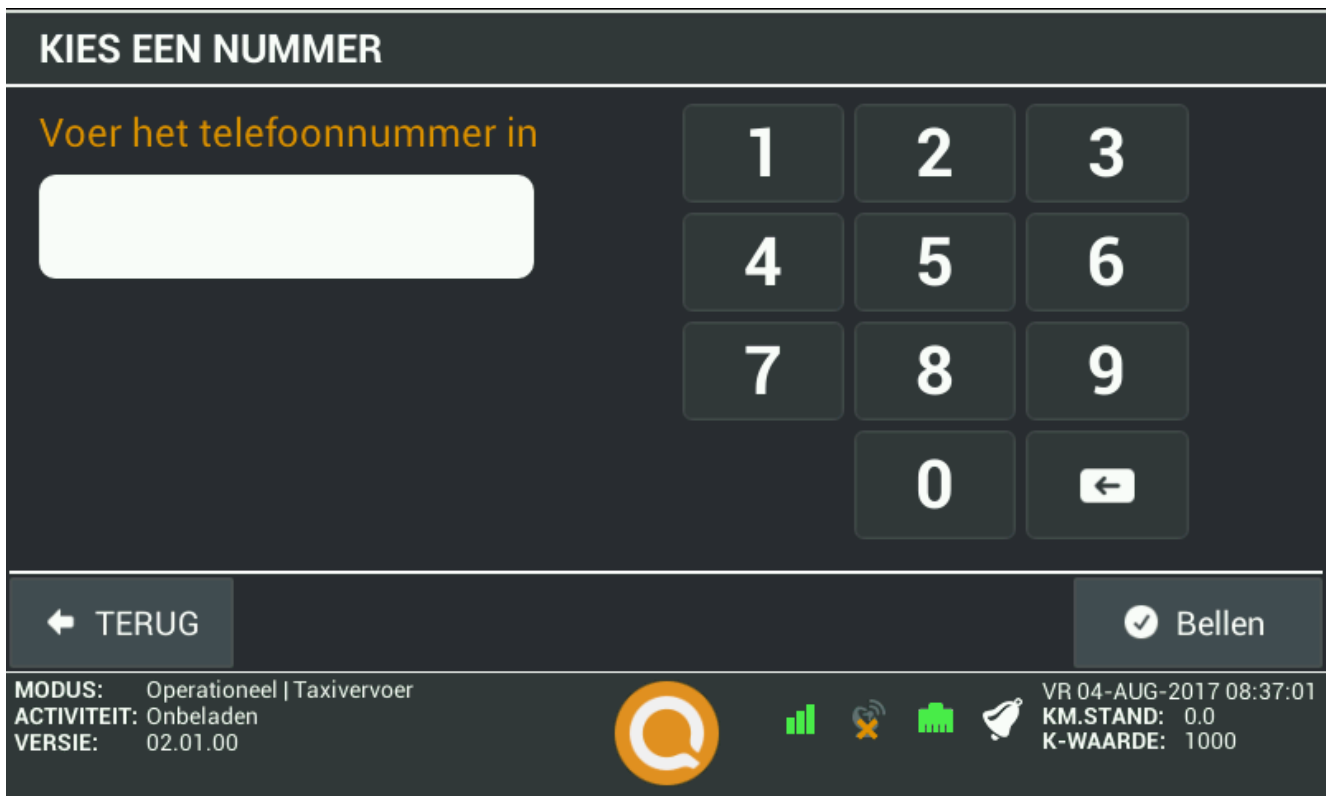 KIES EEN NUMMER
Voer het telefoonnummer in
1 2 3
4 5 6
7 8 9
0
TERUG
Bellen
MODUS: Operationeel | Taxivervoer
ACTIVITEIT: Onbeladen
VERSIE: 02.01.00
VR 04-AUG-2017 08:37:01
KM.STAND: 0.0
K-WAARDE: 1000